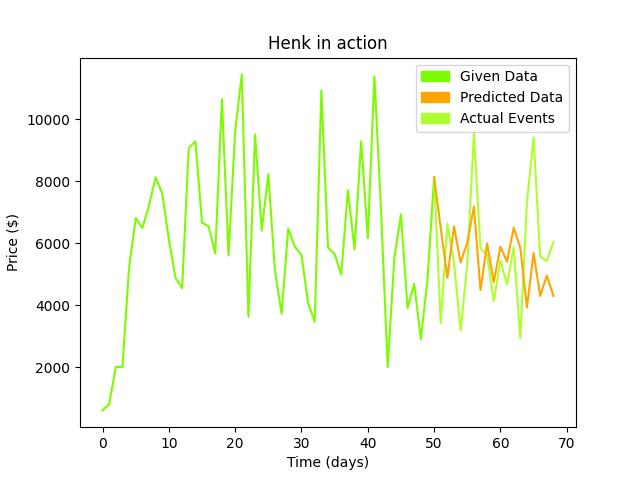 Henk in action
Given Data
Predicted Data
Actual Events
Price ($)
10000
8000
6000
4000
2000
0 10 20 30 40 50 60 70
Time (days)